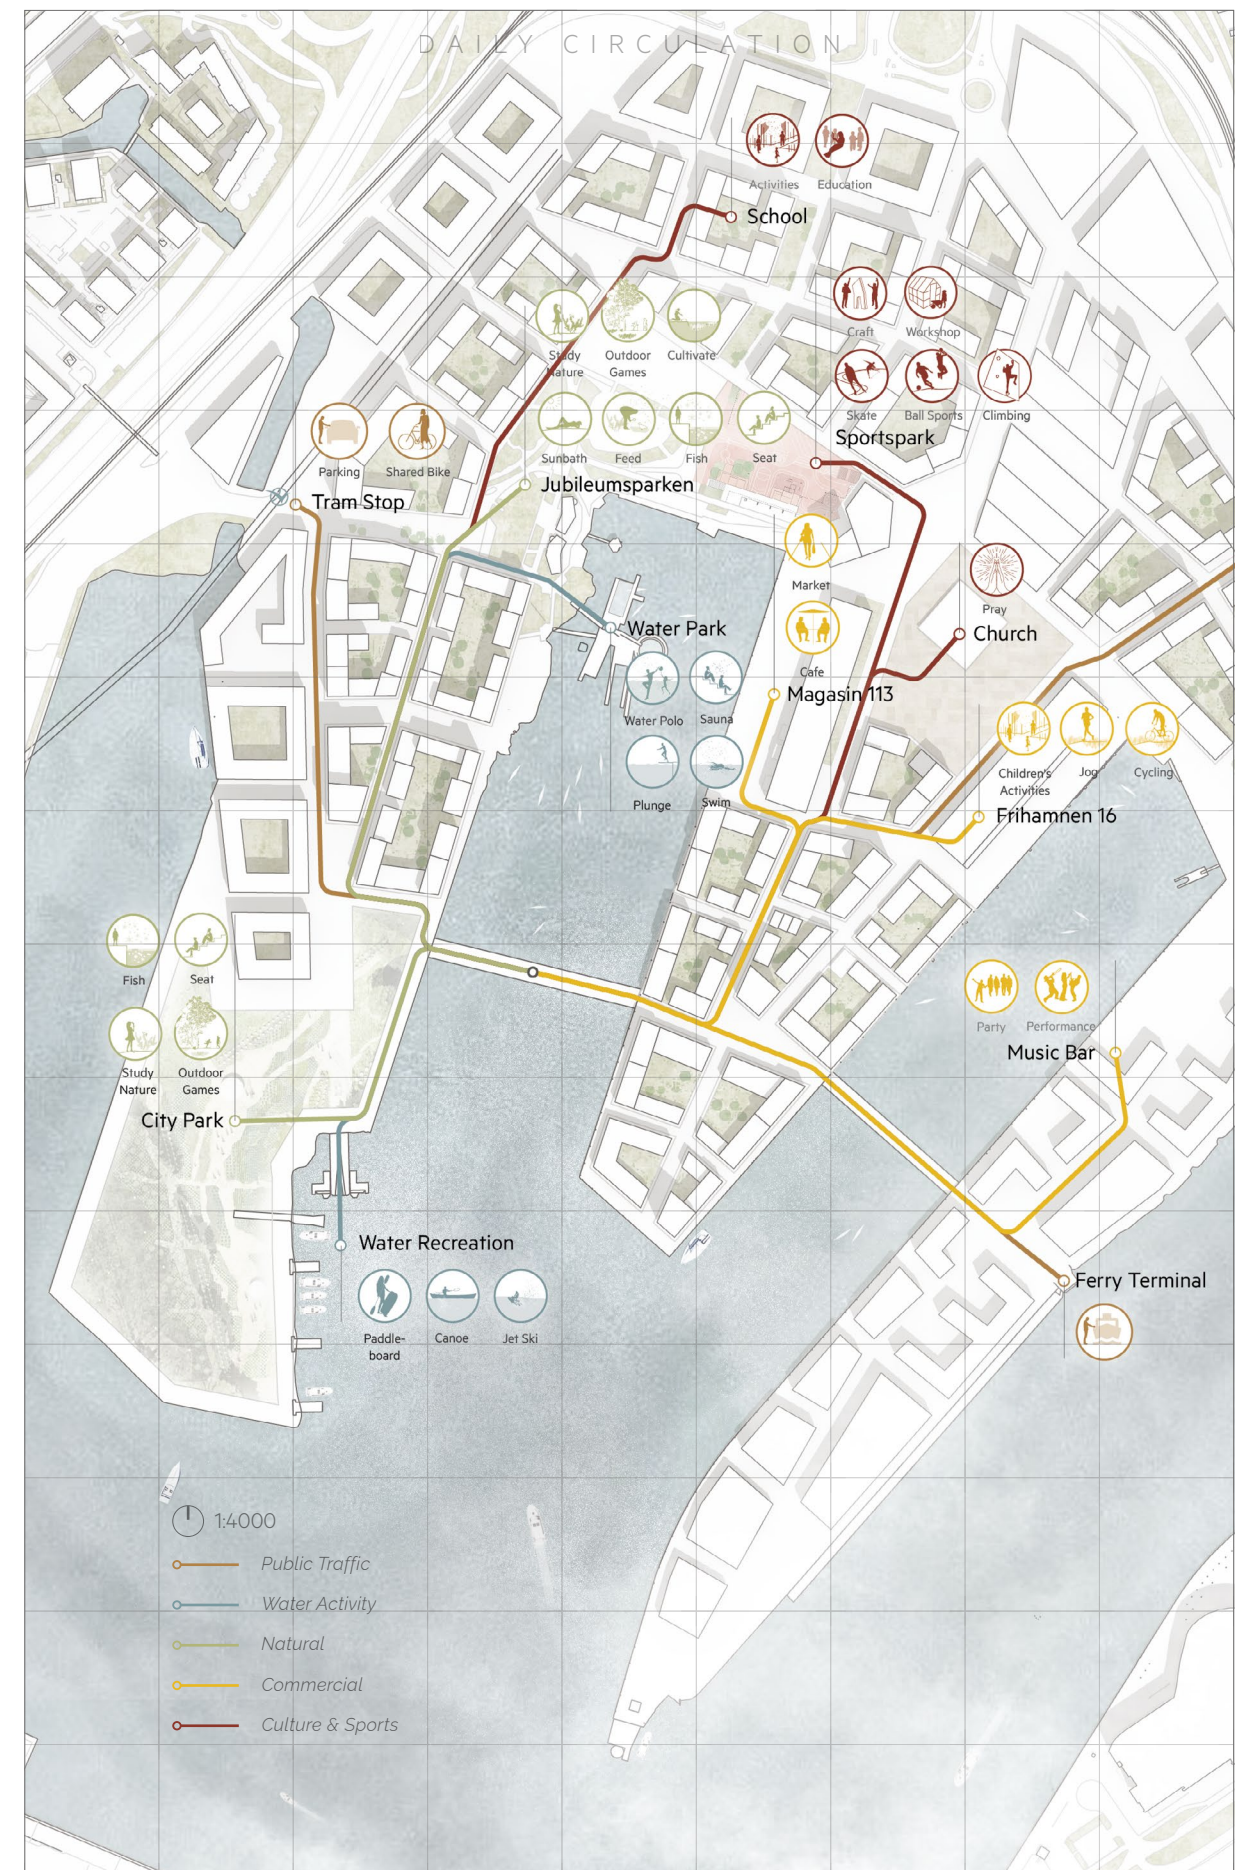 DAILY CIRCULATION
Activities
Education
School
Craft
Workshop
Skate
Ball Sports
Climbing
Sportspark
Study
Nature
Outdoor
Games
Cultivate
Sunbath
Feed
Fish
Seat
Jubileumsparken
Parking
Shared Bike
Tram Stop
Market
Cafe
Magasin 113
Pray
Church
Water Park
Water Polo
Sauna
Plunge
Swim
Children's
Activities
Jog
Cycling
Frihamnen 16
Fish
Seat
Study
Nature
Outdoor
Games
City Park
Party
Performance
Music Bar
Water Recreation
Paddle-
board
Canoe
Jet Ski
Ferry Terminal
1:4000
Public Traffic
Water Activity
Natural
Commercial
Culture & Sports